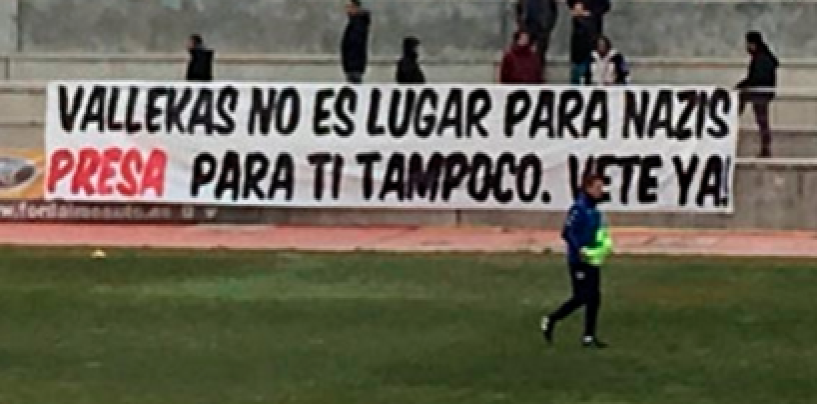 VALLEKAS NO ES LUGAR PARA NAZIS
PRESA PARA TI TAMPOCO. VETE YA!